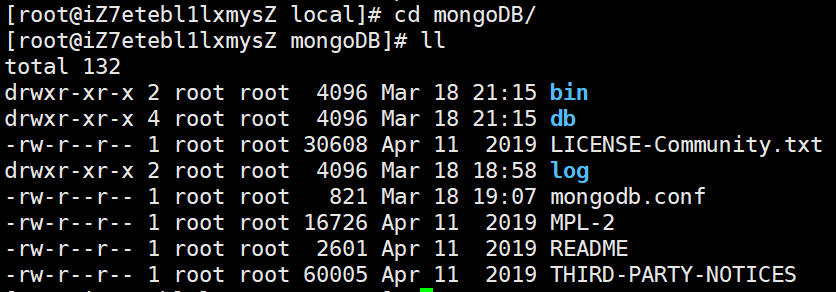 [root@iZ7etebl1lxmysZ local]# cd mongoDB/
[root@iZ7etebl1lxmysZ mongoDB]# ll
total 132
drwxr-xr-x 2 root root  4096 Mar 18 21:15 bin
drwxr-xr-x 4 root root  4096 Mar 18 21:15 db
-rw-r--r-- 1 root root 30608 Apr 11  2019 LICENSE-Community.txt
drwxr-xr-x 2 root root  4096 Mar 18 18:58 log
-rw-r--r-- 1 root root   821 Mar 18 19:07 mongodb.conf
-rw-r--r-- 1 root root 16726 Apr 11  2019 MPL-2
-rw-r--r-- 1 root root  2601 Apr 11  2019 README
-rw-r--r-- 1 root root 60005 Apr 11  2019 THIRD-PARTY-NOTICES